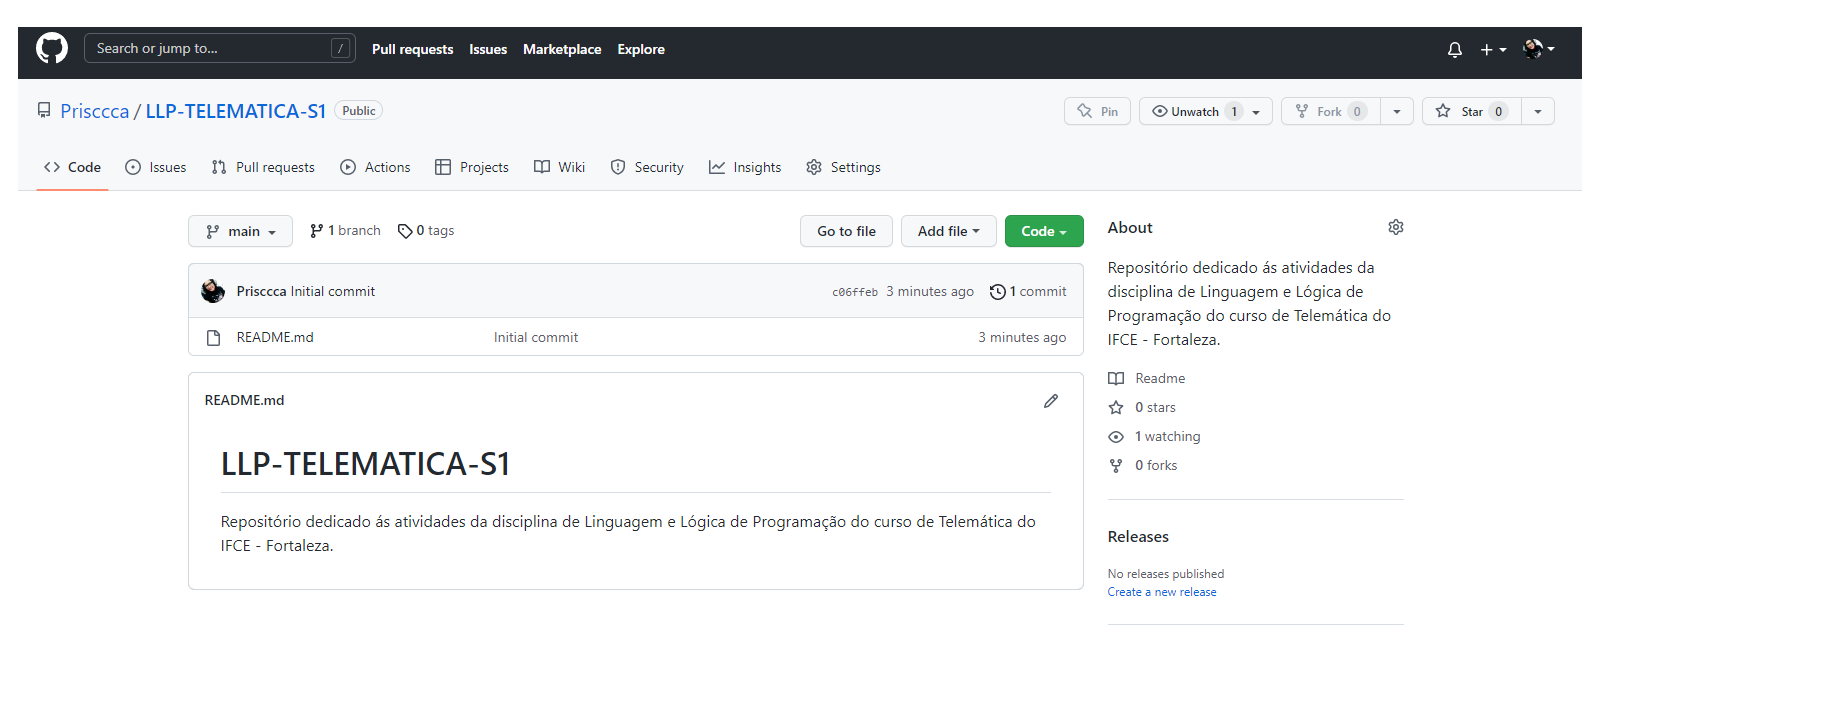 Search or jump to... /
Pull requests Issues Marketplace Explore
Prisccca / LLP-TELEMATICA-S1 Public
Pin Unwatch 1 Fork 0 Star 0
Code Issues Pull requests Actions Projects Wiki Security Insights Settings
main 1 branch 0 tags
Go to file Add file Code
Prisccca Initial commit c06ffeb 3 minutes ago 1 commit
README.md Initial commit 3 minutes ago
README.md
LLP-TELEMATICA-S1
Repositório dedicado ás atividades da disciplina de Linguagem e Lógica de Programação do curso de Telemática do
IFCE - Fortaleza.
About
Repositório dedicado ás atividades da
disciplina de Linguagem e Lógica de
Programação do curso de Telemática do
IFCE - Fortaleza.
Readme
0 stars
1 watching
0 forks
Releases
No releases published
Create a new release